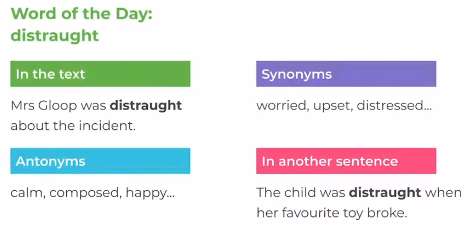 Word of the Day:
distraught
In the text
Mrs Gloop was distraught
about the incident.
Synonyms
worried, upset, distressed...
Antonyms
calm, composed, happy...
In another sentence
The child was distraught when
her favourite toy broke.